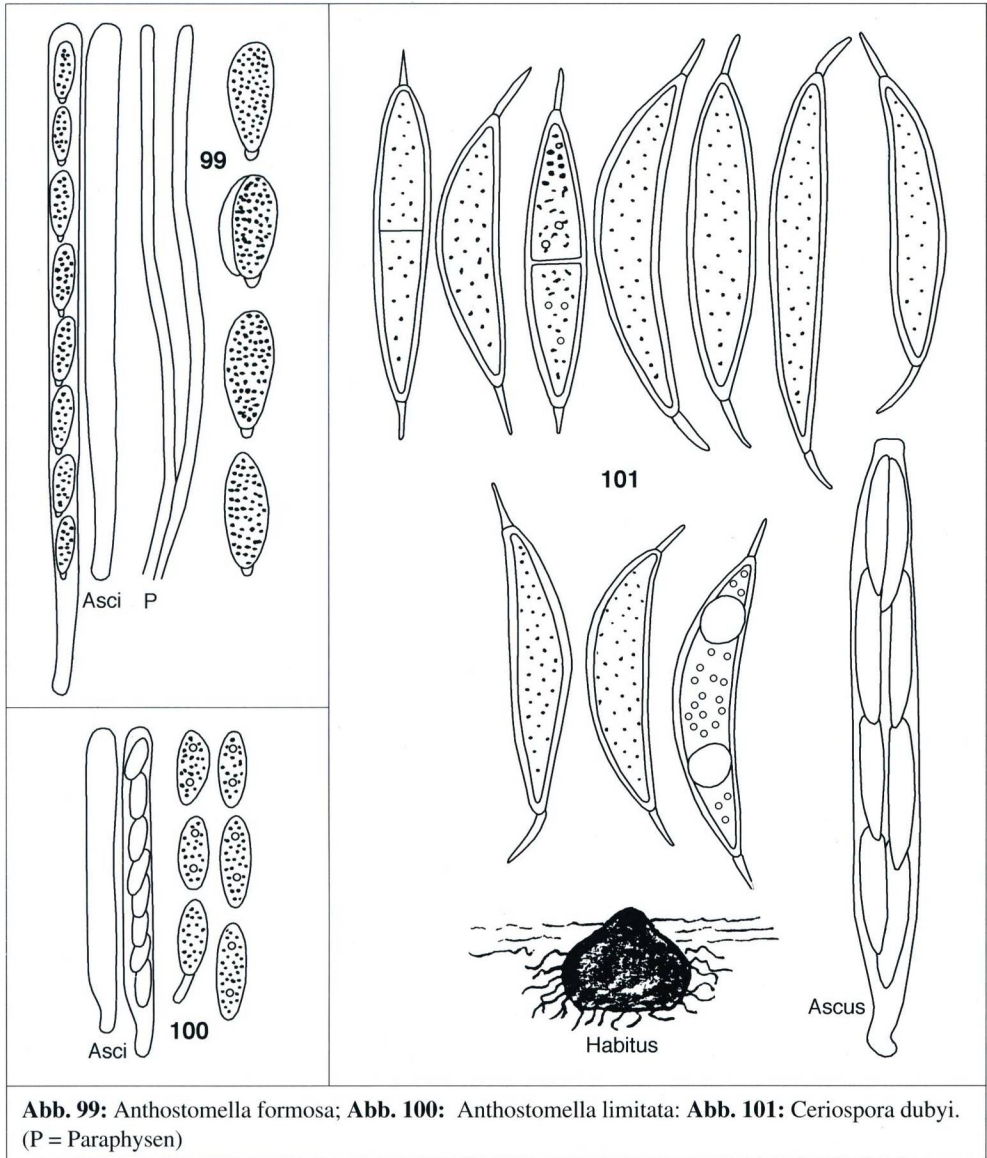 99
Asci P
100
Asci
101
Habitus
Ascus
Abb. 99: Anthostomella formosa; Abb. 100: Anthostomella limitata: Abb. 101: Ceriospora dubyi.
(P = Paraphysen)